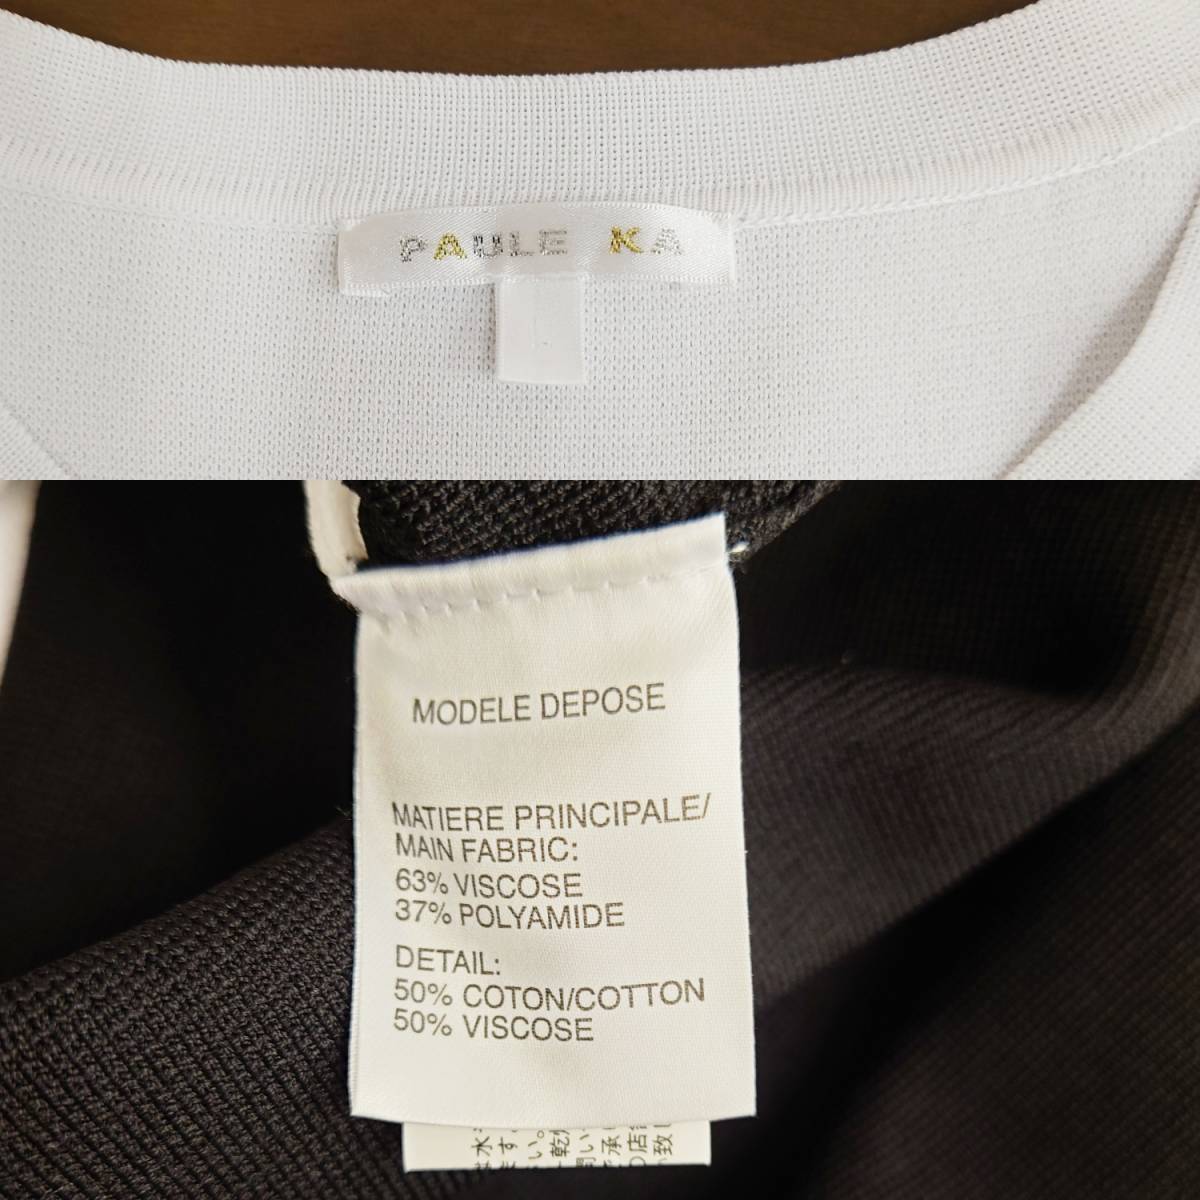 PAULE KA
MODELE DEPOSE
MATIERE PRINCIPALE/
MAIN FABRIC:
63% VISCOSE
37% POLYAMIDE
DETAIL:
50% COTON/COTTON
50% VISCOSE